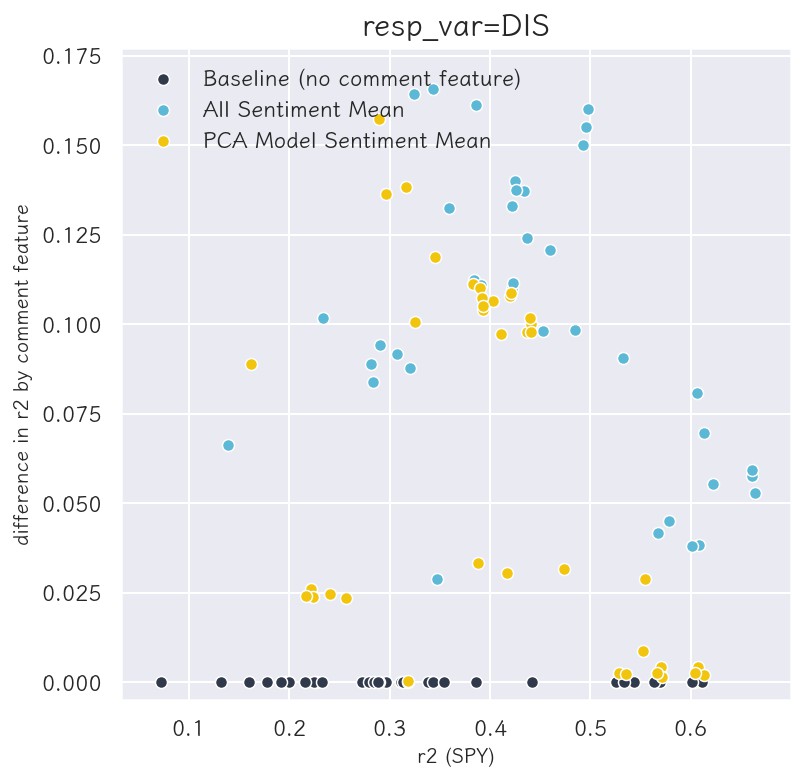 resp_var=DIS
0.175
0.150
0.125
0.100
0.075
0.050
0.025
0.000
difference in r2 by comment feature
Baseline (no comment feature)
All Sentiment Mean
PCA Model Sentiment Mean
0.1 0.2 0.3 0.4 0.5 0.6
r2 (SPY)